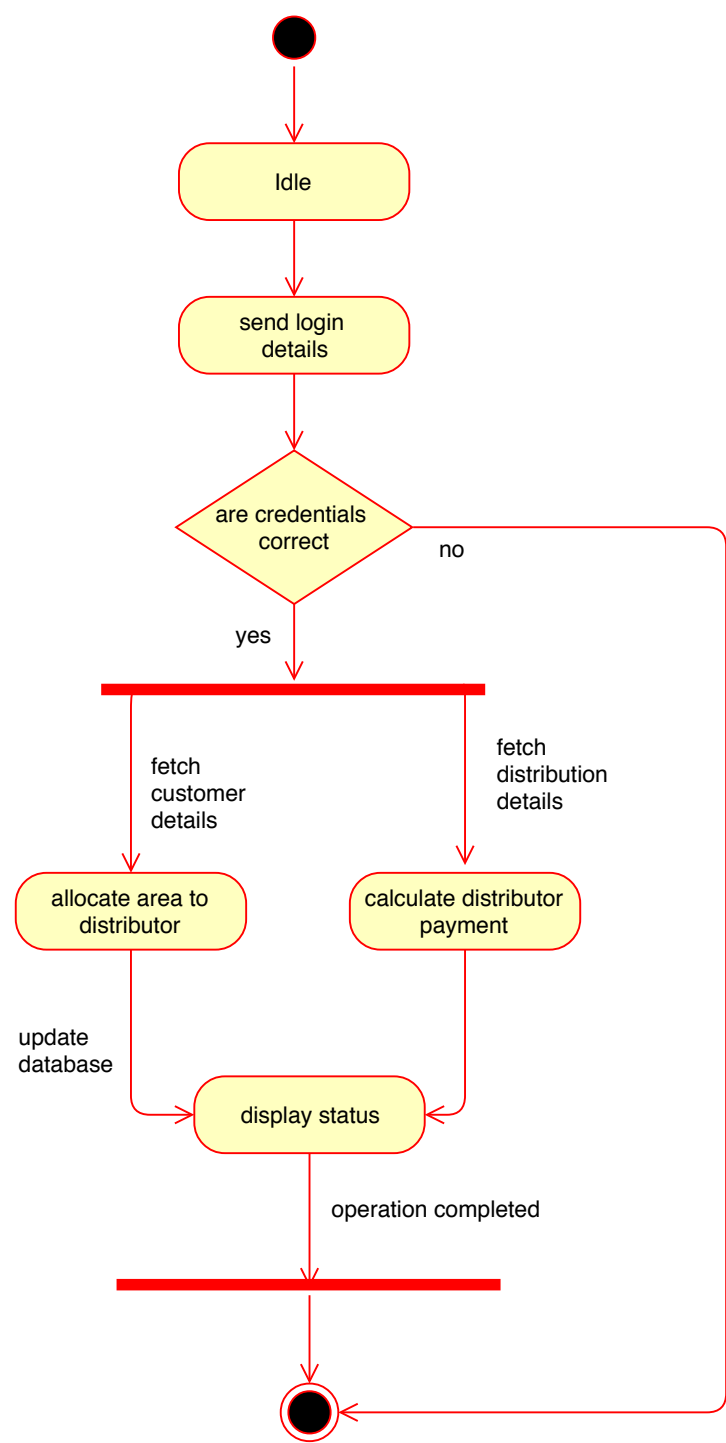 Idle
send login
details
are credentials
correct
no
yes
fetch
customer
details
fetch
distribution
details
allocate area to
distributor
calculate distributor
payment
update
database
display status
operation completed